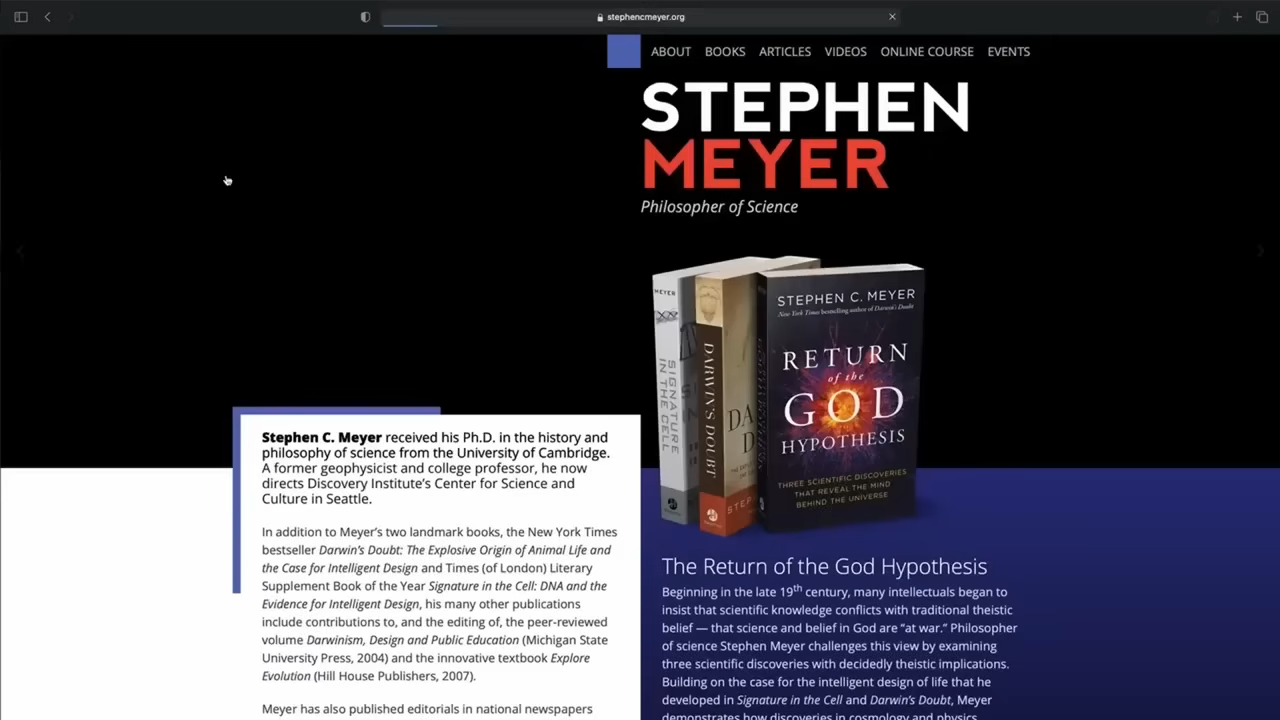 stephencmeyer.org
ABOUT BOOKS ARTICLES VIDEOS ONLINE COURSE EVENTS
STEPHEN
MEYER
Philosopher of Science
MEYER
SIGNATURE
IN THE CELL
DARWIN'S DOUBT
STEPHEN C. MEYER
New York Times bestselling author of Darwin's Doubt
RETURN
of the
GOD
HYPOTHESIS
THREE SCIENTIFIC DISCOVERIES
THAT REVEAL THE MIND
BEHIND THE UNIVERSE
Stephen C. Meyer received his Ph.D. in the history and
philosophy of science from the University of Cambridge.
A former geophysicist and college professor, he now
directs Discovery Institute's Center for Science and
Culture in Seattle.
In addition to Meyer's two landmark books, the New York Times
bestseller Darwin's Doubt: The Explosive Origin of Animal Life and
the Case for Intelligent Design and Times (of London) Literary
Supplement Book of the Year Signature in the Cell: DNA and the
Evidence for Intelligent Design, his many other publications
include contributions to, and the editing of, the peer-reviewed
volume Darwinism, Design and Public Education (Michigan State
University Press, 2004) and the innovative textbook Explore
Evolution (Hill House Publishers, 2007).
Meyer has also published editorials in national newspapers
The Return of the God Hypothesis
Beginning in the late 19th century, many intellectuals began to
insist that scientific knowledge conflicts with traditional theistic
belief — that science and belief in God are "at war." Philosopher
of science Stephen Meyer challenges this view by examining
three scientific discoveries with decidedly theistic implications.
Building on the case for the intelligent design of life that he
developed in Signature in the Cell and Darwin's Doubt, Meyer
demonstrates how discoveries in cosmology and physics